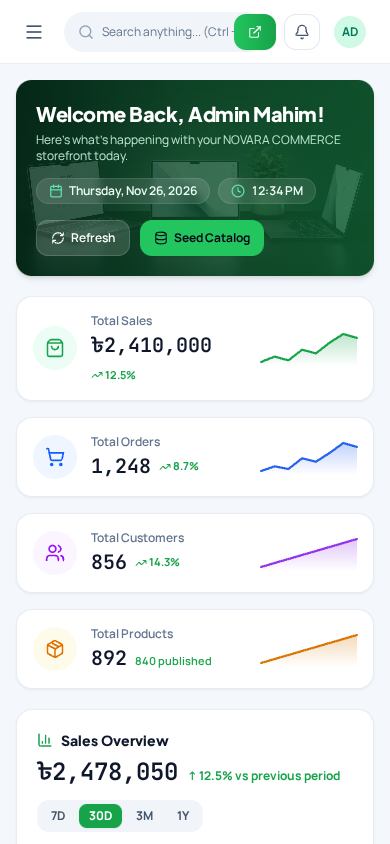 Search anything... (Ctrl
AD
Welcome Back, Admin Mahim!
Here's what's happening with your NOVARA COMMERCE
storefront today.
Thursday, Nov 26, 2026
12:34 PM
Refresh
Seed Catalog
Total Sales
৳2,410,000
12.5%
Total Orders
1,248 8.7%
Total Customers
856 14.3%
Total Products
892 840 published
Sales Overview
৳2,478,050 ↑ 12.5% vs previous period
7D 30D 3M 1Y